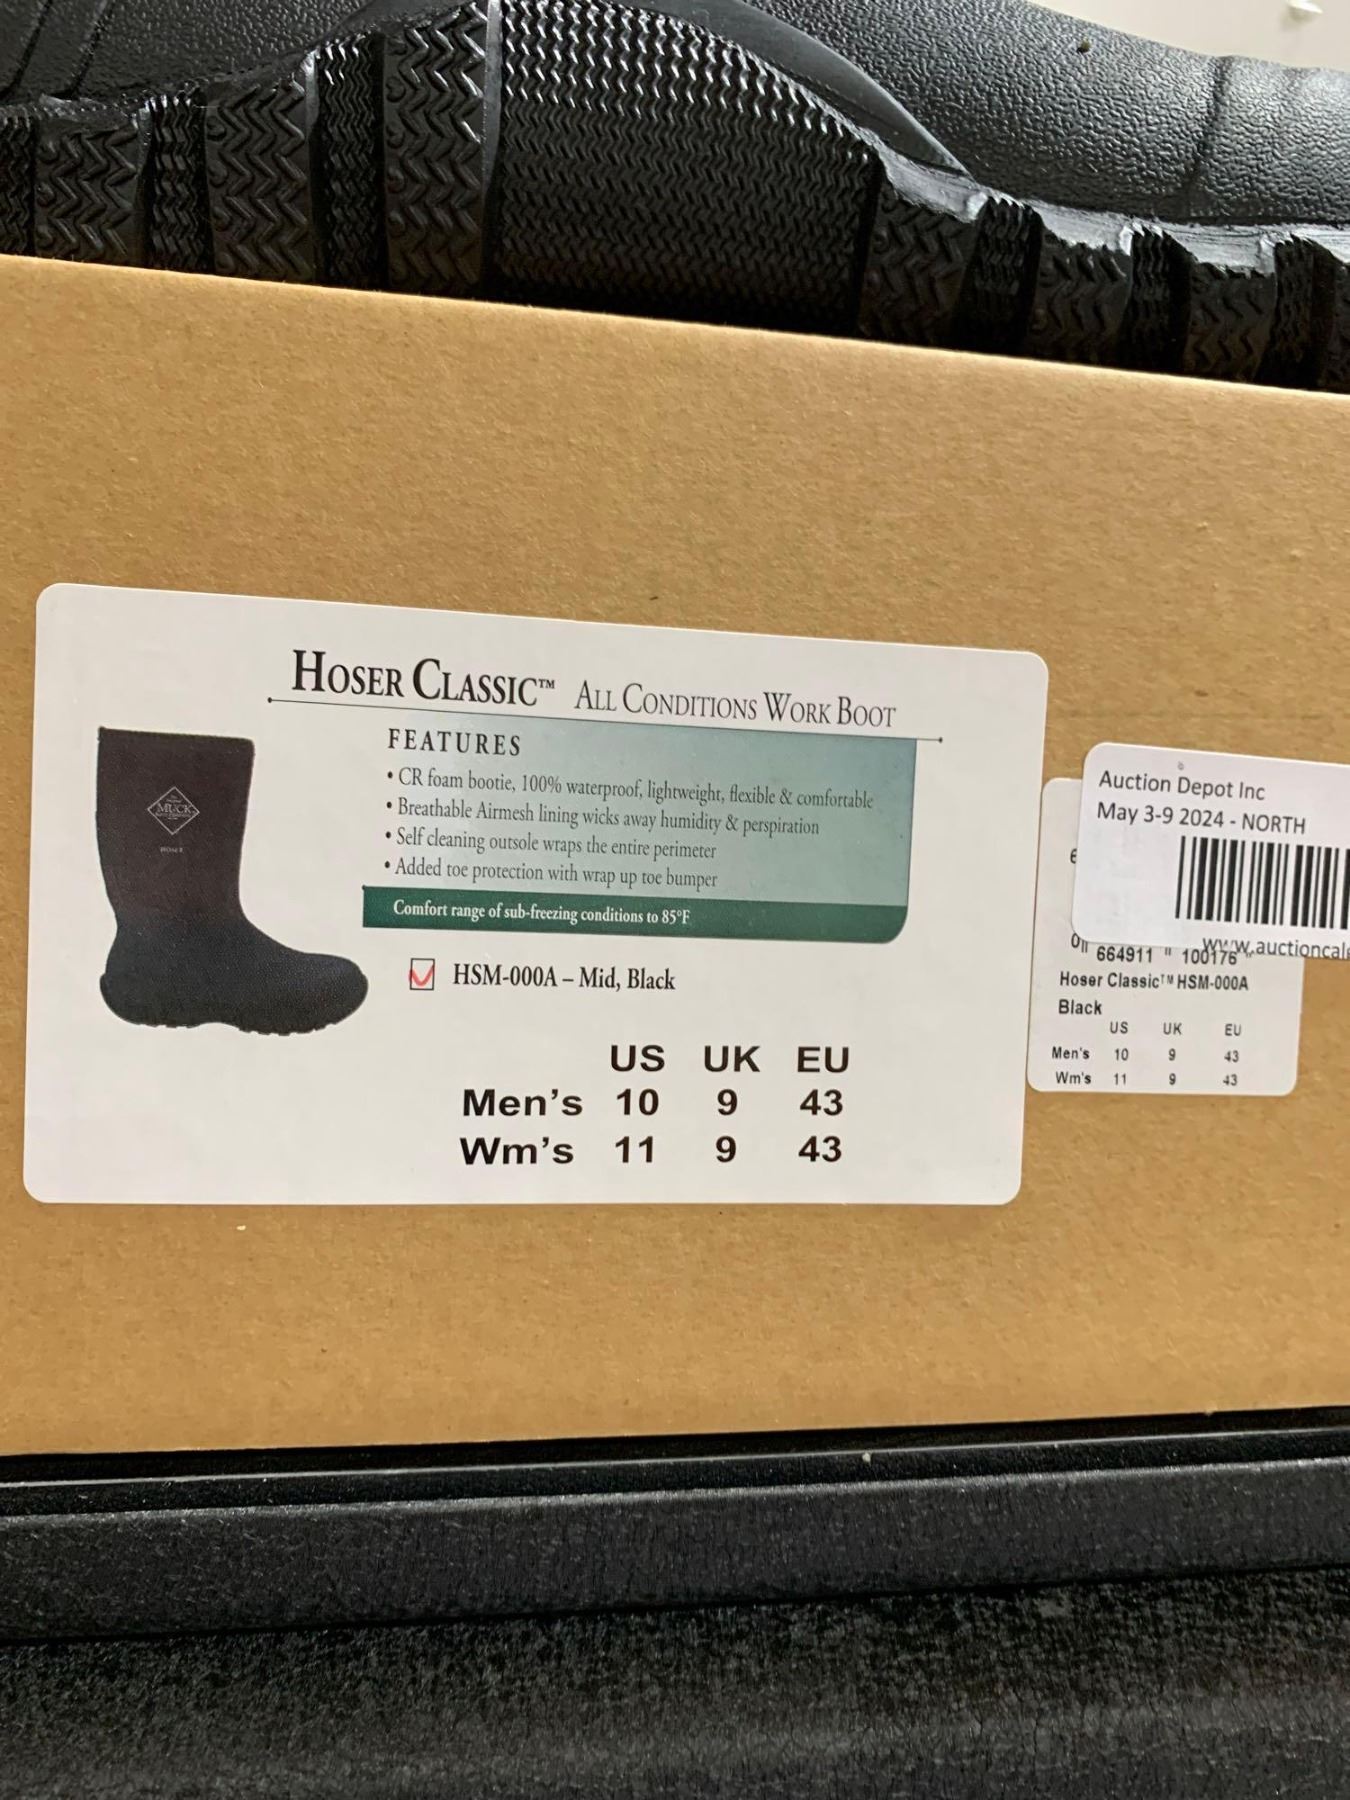 HOSER CLASSIC™ ALL CONDITIONS WORK BOOT
FEATURES
• CR foam bootie, 100% waterproof, lightweight, flexible & comfortable
• Breathable Airmesh lining wicks away humidity & perspiration
• Self cleaning outsole wraps the entire perimeter
• Added toe protection with wrap up toe bumper
Comfort range of sub-freezing conditions to 85°F
MUCK
HSM-000A – Mid, Black
US UK EU
Men's 10 9 43
Wm's 11 9 43
Auction Depot Inc
May 3-9 2024 - NORTH
664911 100176
Hoser Classic™ HSM-000A
Black
US UK EU
Men's 10 9 43
Wm's 11 9 43